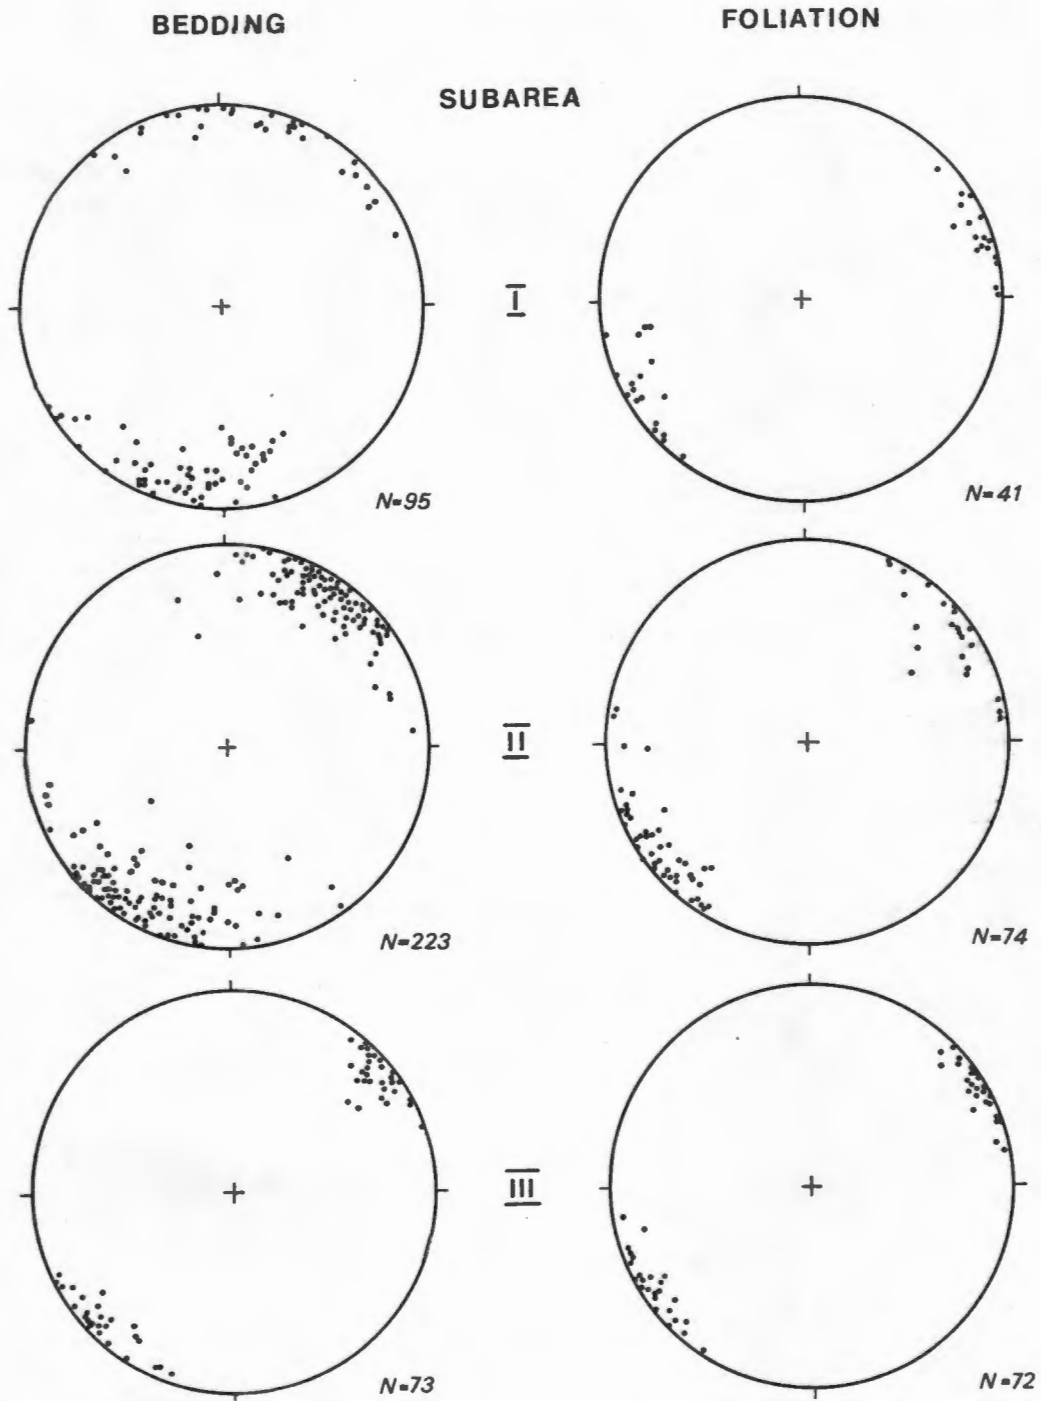 BEDDING
FOLIATION
SUBAREA
I
N=95
N=41
II
N=223
N=74
III
N=73
N=72